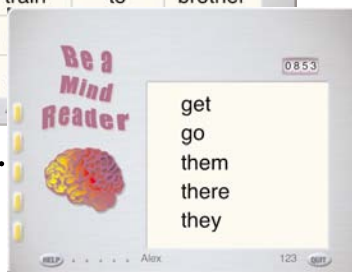 train to brother
Be a
Mind
Reader
0853
get
go
them
there
they
HELP
Alex
123
QUIT